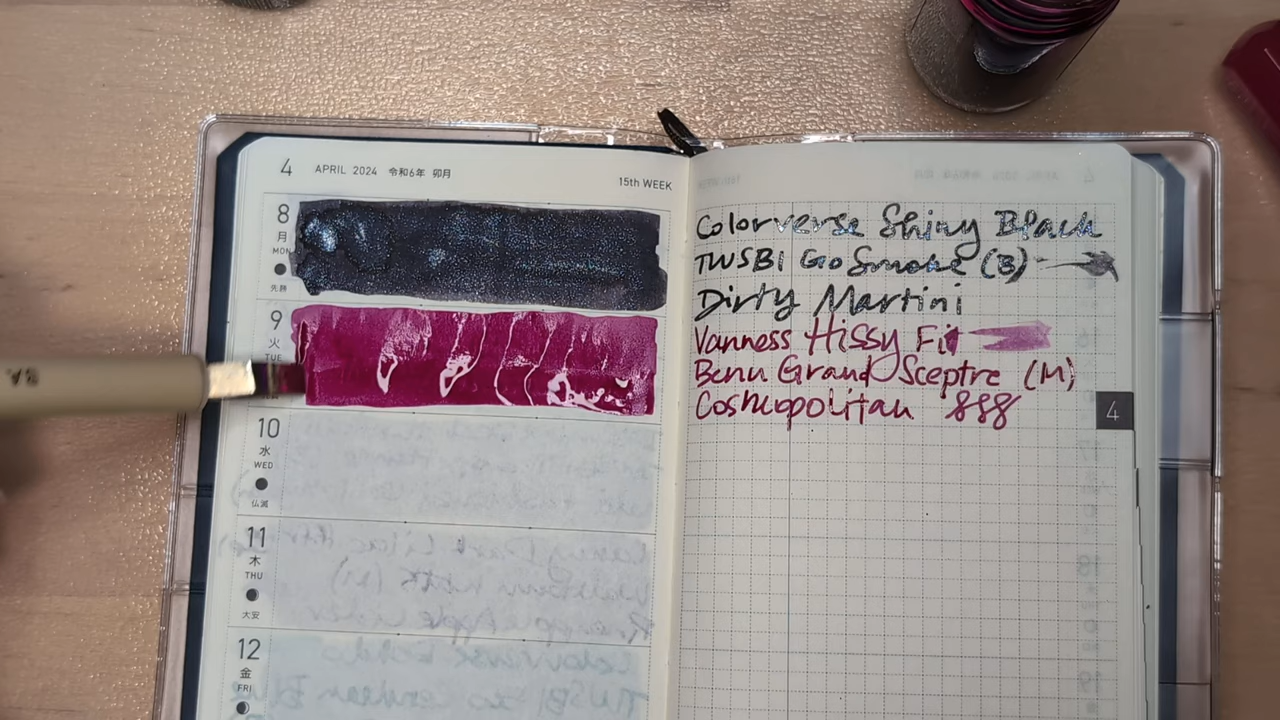 4 APRIL 2024 令和6年 卯月
15th WEEK
8
月
MON
先勝
9
火
TUE
10
水
WED
仏滅
11
木
THU
大安
12
金
FRI
Colorverse Shiny Black
TWSBI Go Smoke (B)
Dirty Martini
Vanness Hissy Fit
Benu Grand Sceptre (M)
Cosmopolitan
4